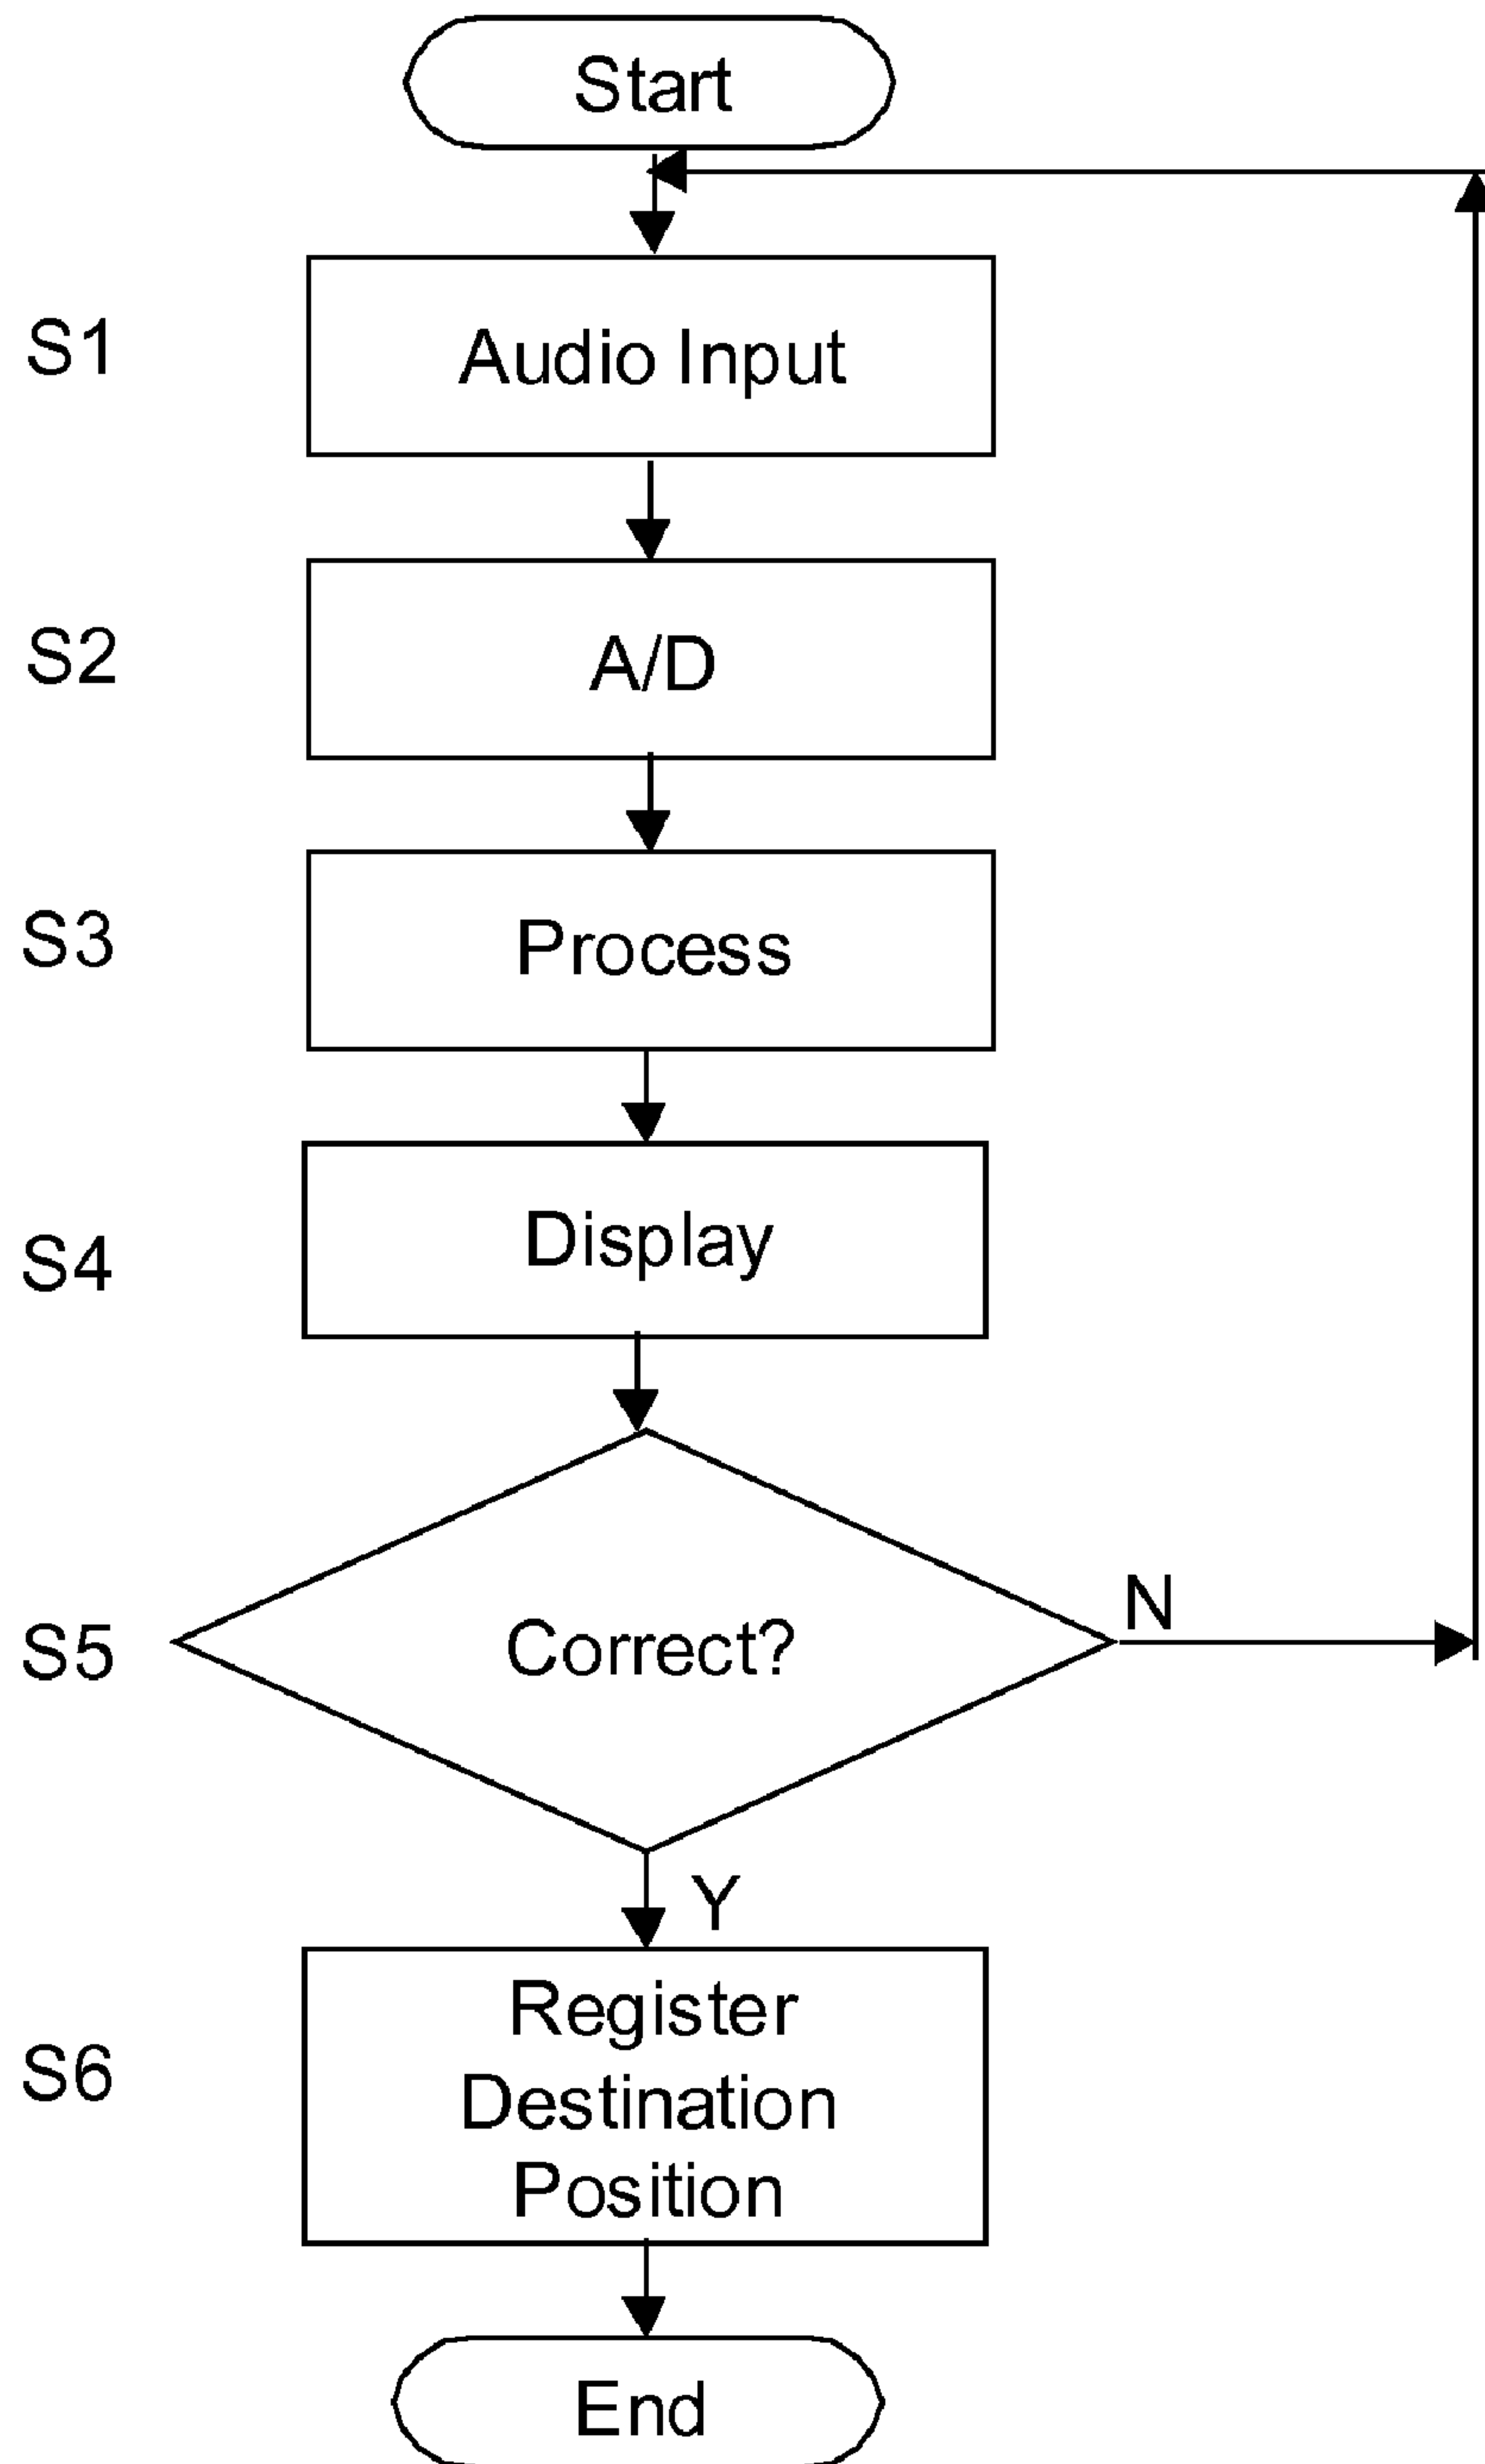 Start
S1
Audio Input
S2
A/D
S3
Process
S4
Display
S5
Correct?
N
Y
S6
Register
Destination
Position
End